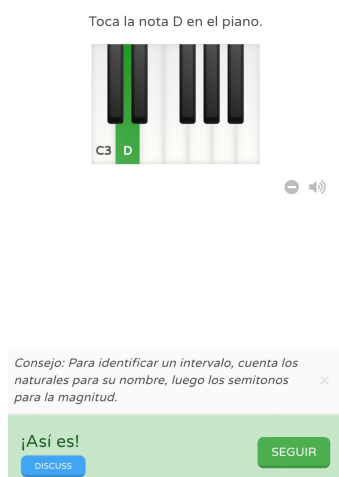 Toca la nota D en el piano.
C3 D
Consejo: Para identificar un intervalo, cuenta los
naturales para su nombre, luego los semitonos
para la magnitud.
¡Así es!
DISCUSS
SEGUIR